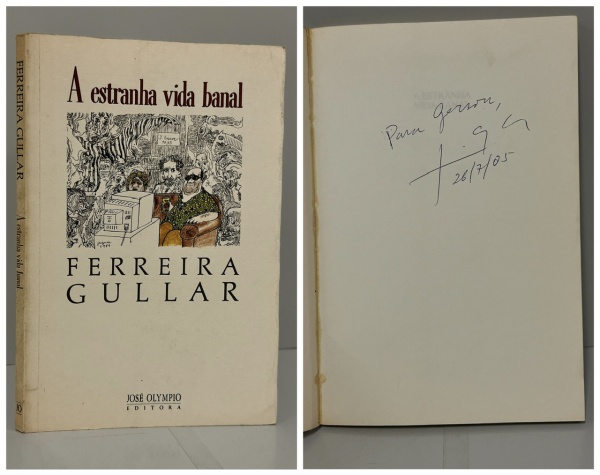 FERREIRA GULLAR
A estranha vida banal
A estranha vida banal
FERREIRA
GULLAR
JOSÉ OLYMPIO
EDITORA
Para Gerson,
26/7/05